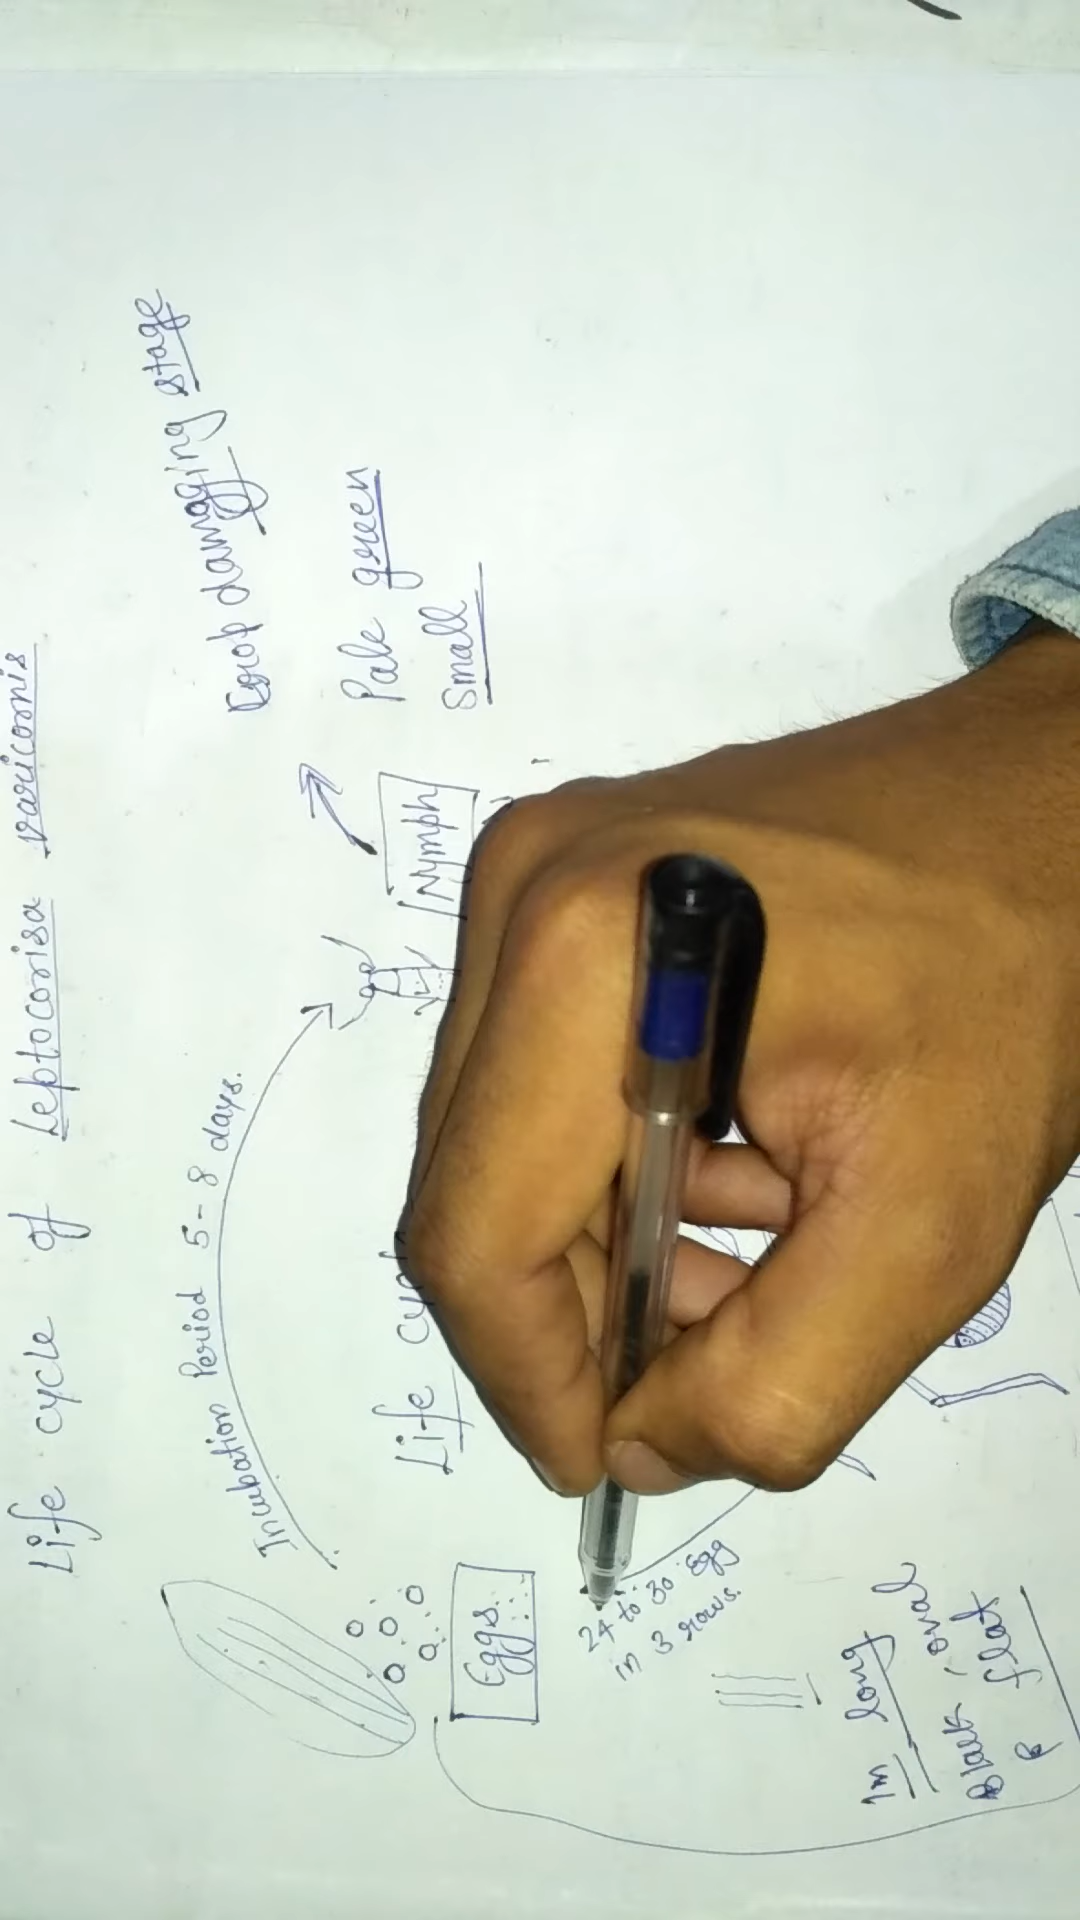 Life cycle of Leptocorisa varicornis
Incubation Period 5-8 days.
Crop damaging stage
Pale green
Small
Nymph
Life
Eggs
24 to 30 Egg
in 3 rows.
1m long
Black, oval
flat